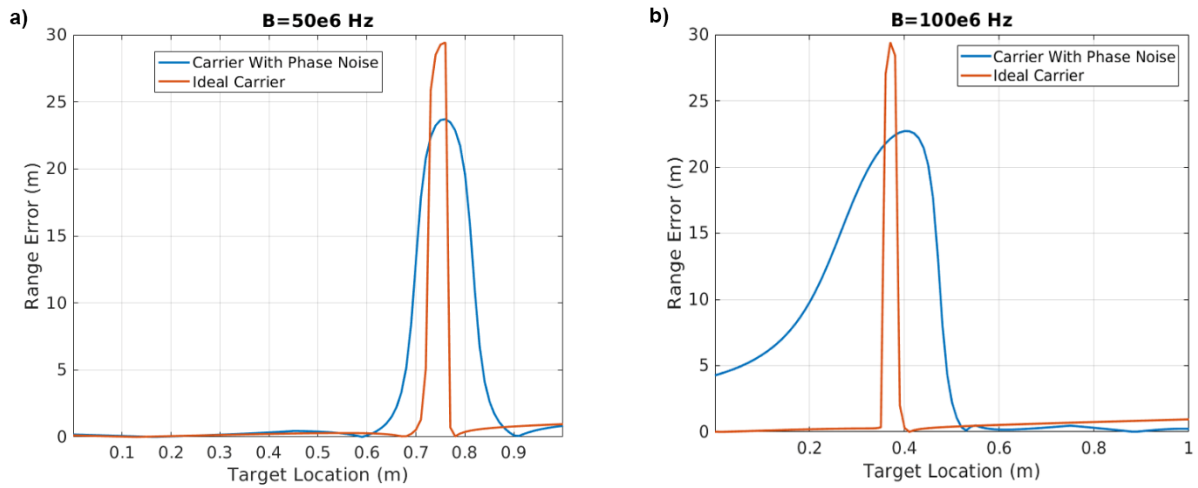 a)
B=50e6 Hz
Carrier With Phase Noise
Ideal Carrier
Range Error (m)
30
25
20
15
10
5
0
0.1 0.2 0.3 0.4 0.5 0.6 0.7 0.8 0.9
Target Location (m)
b)
B=100e6 Hz
Carrier With Phase Noise
Ideal Carrier
Range Error (m)
30
25
20
15
10
5
0
0.2 0.4 0.6 0.8 1
Target Location (m)